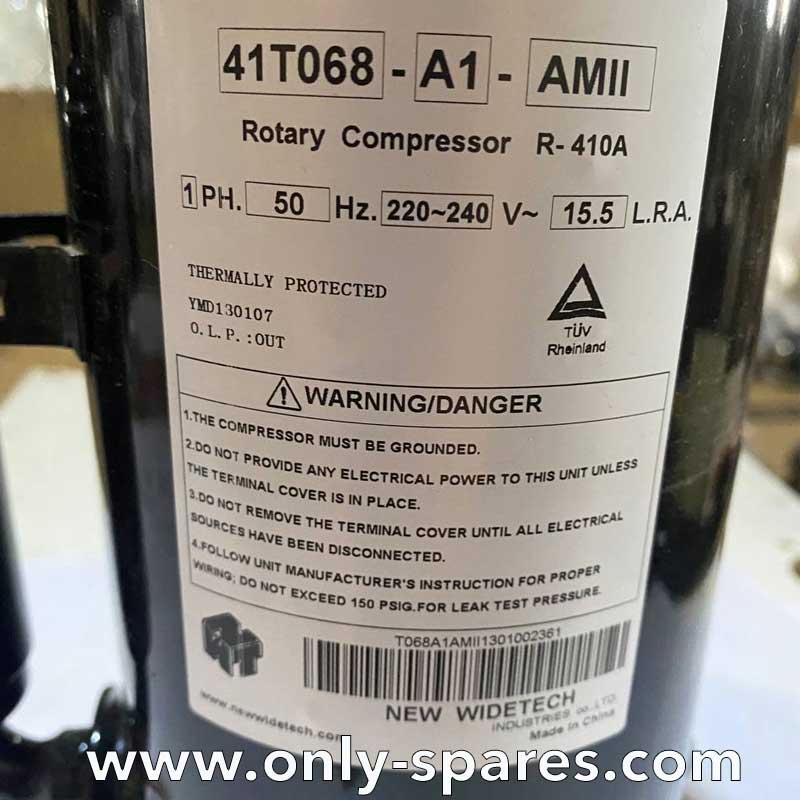 41T068 - A1 - AMII
Rotary Compressor R-410A
1 PH. 50 Hz. 220~240 V~ 15.5 L.R.A.
THERMALLY PROTECTED
YMD130107
O.L.P.:OUT
TÜV
Rheinland
WARNING/DANGER
1.THE COMPRESSOR MUST BE GROUNDED.
2.DO NOT PROVIDE ANY ELECTRICAL POWER TO THIS UNIT UNLESS
THE TERMINAL COVER IS IN PLACE.
3.DO NOT REMOVE THE TERMINAL COVER UNTIL ALL ELECTRICAL
SOURCES HAVE BEEN DISCONNECTED.
4.FOLLOW UNIT MANUFACTURER'S INSTRUCTION FOR PROPER
WIRING; DO NOT EXCEED 150 PSIG.FOR LEAK TEST PRESSURE.
T068A1AMII1301002361
NEW WIDETECH
INDUSTRIES CO.,LTD.
www.newwidetech.com
Made in China
www.only-spares.com